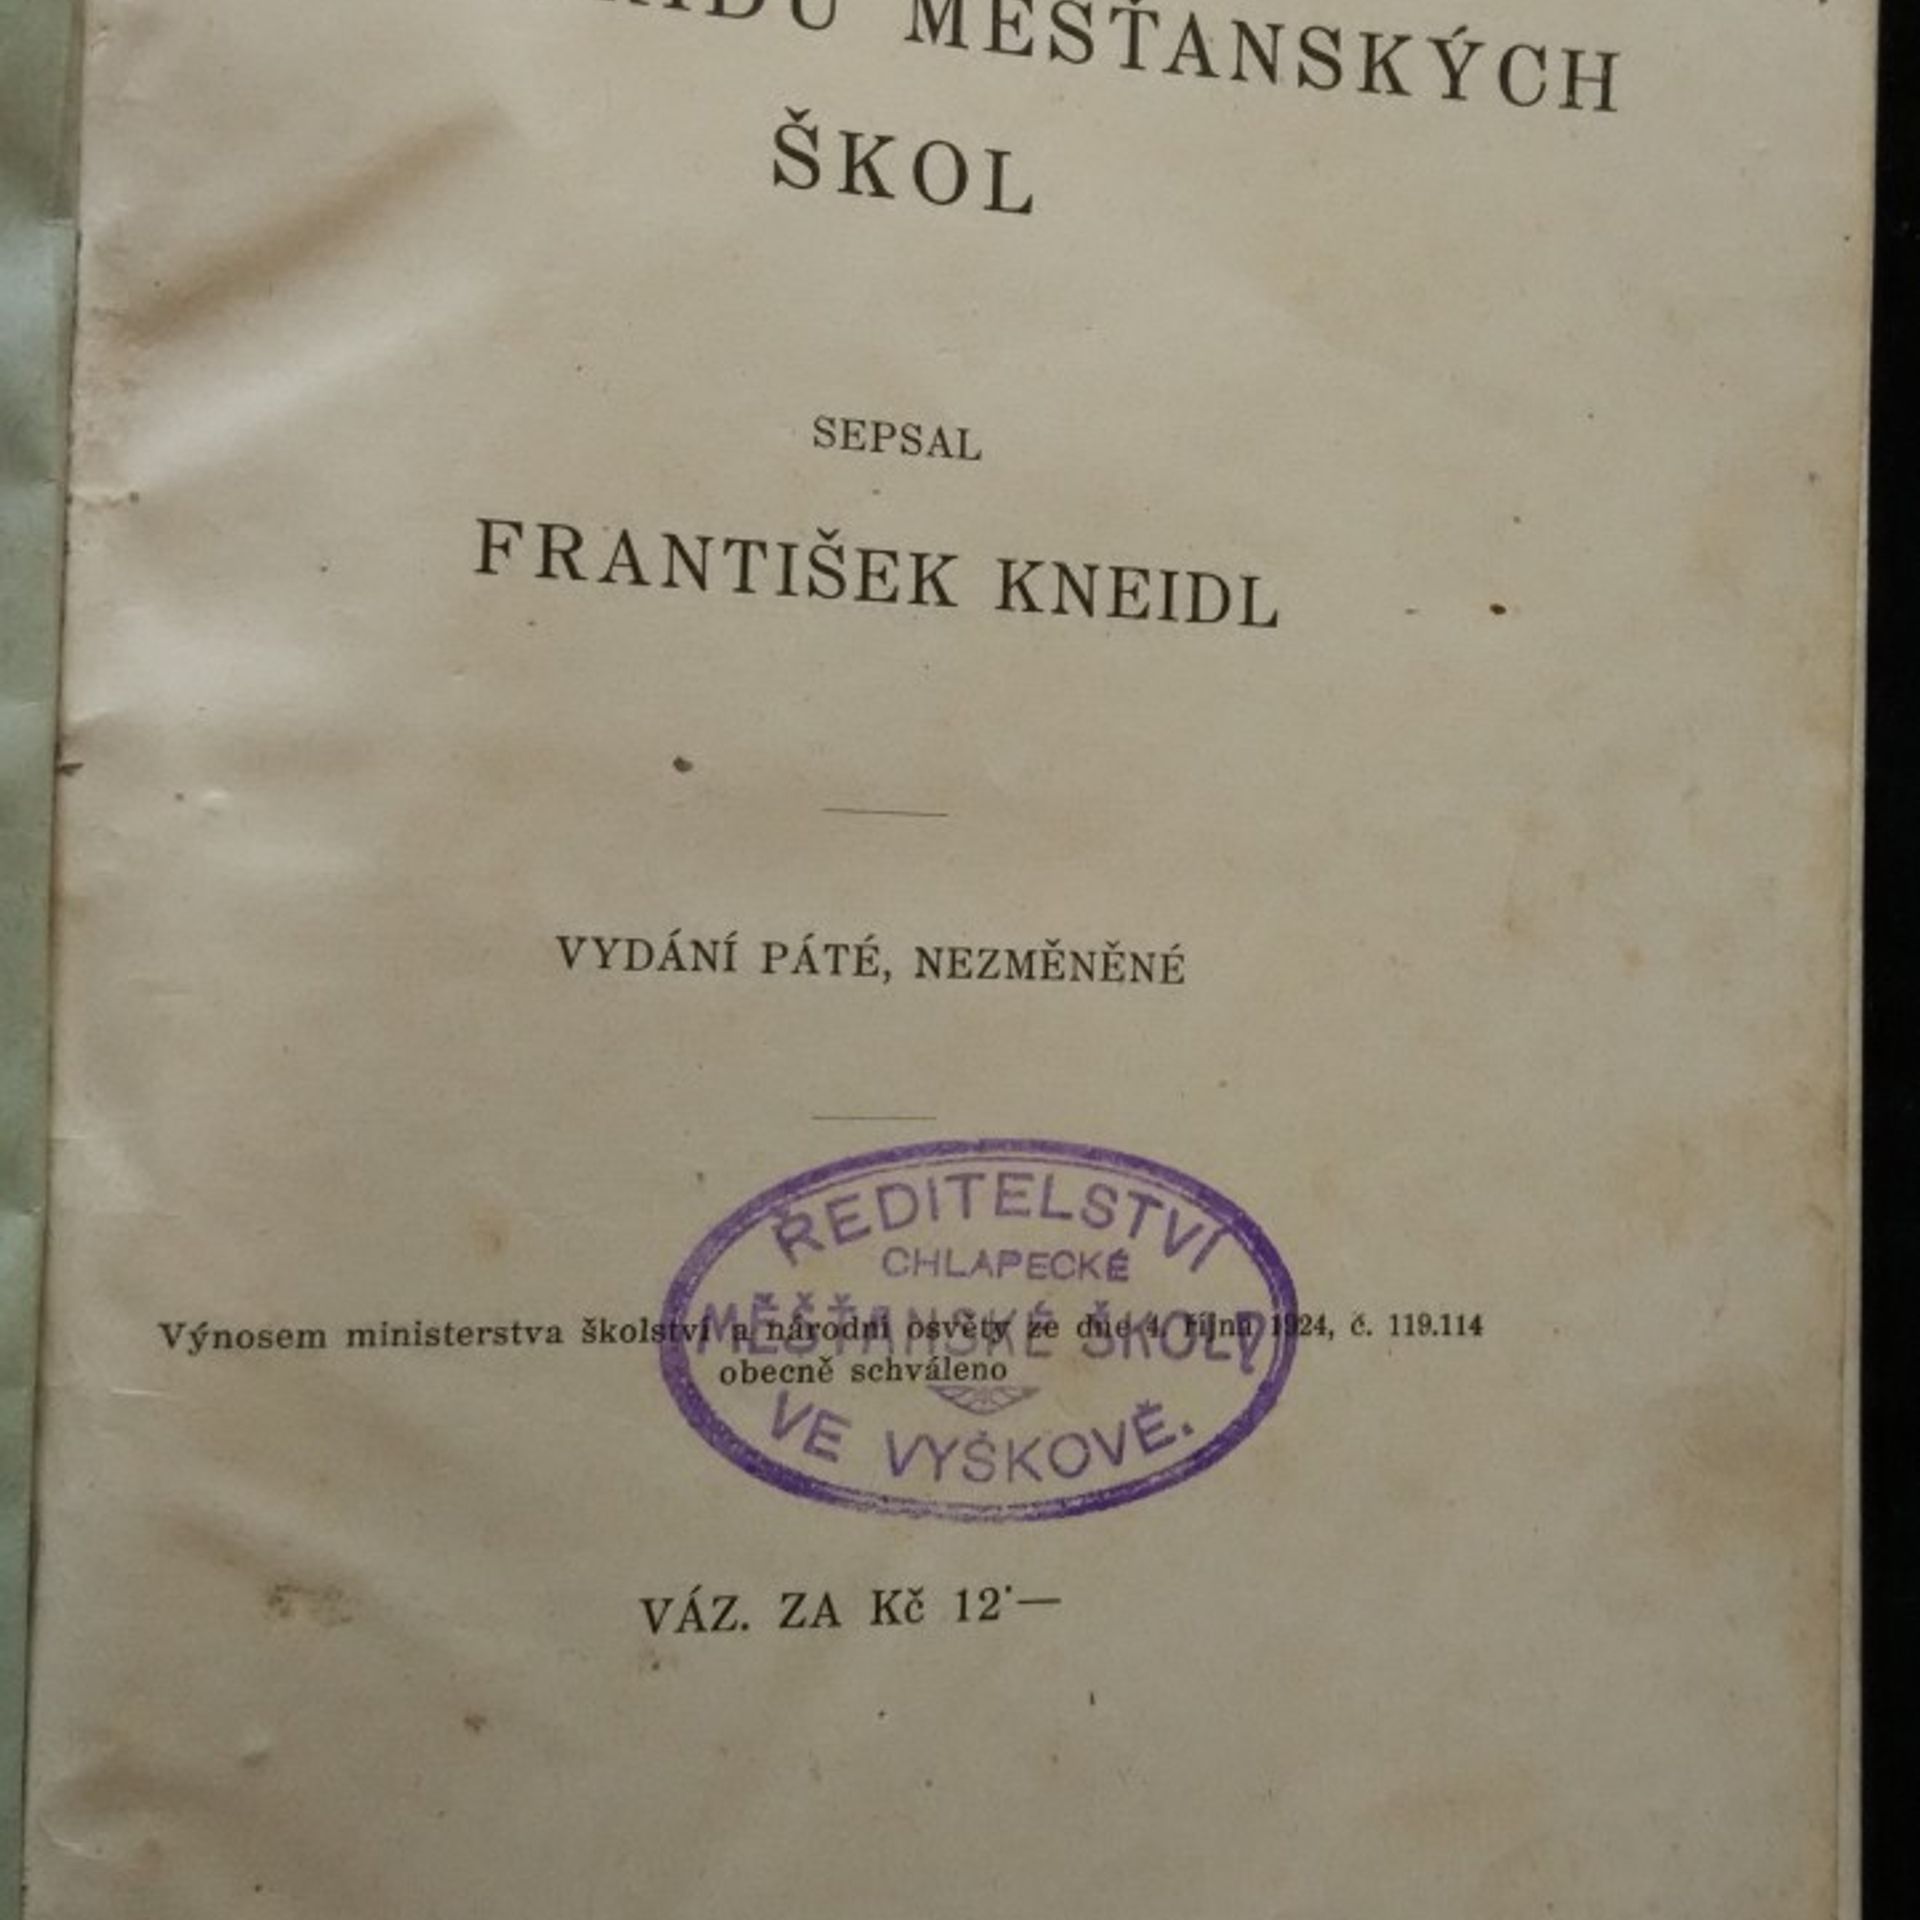 MĚŠŤANSKÝCH
ŠKOL
SEPSAL
FRANTIŠEK KNEIDL
VYDÁNÍ PÁTÉ, NEZMĚNĚNÉ
ŘEDITELSTVÍ
CHLAPECKÉ
MĚŠŤANSKÉ ŠKOLY
VE VYŠKOVĚ.
Výnosem ministerstva školství a národní osvěty ze dne 4. října 1924, č. 119.114
obecně schváleno
VÁZ. ZA Kč 12·—